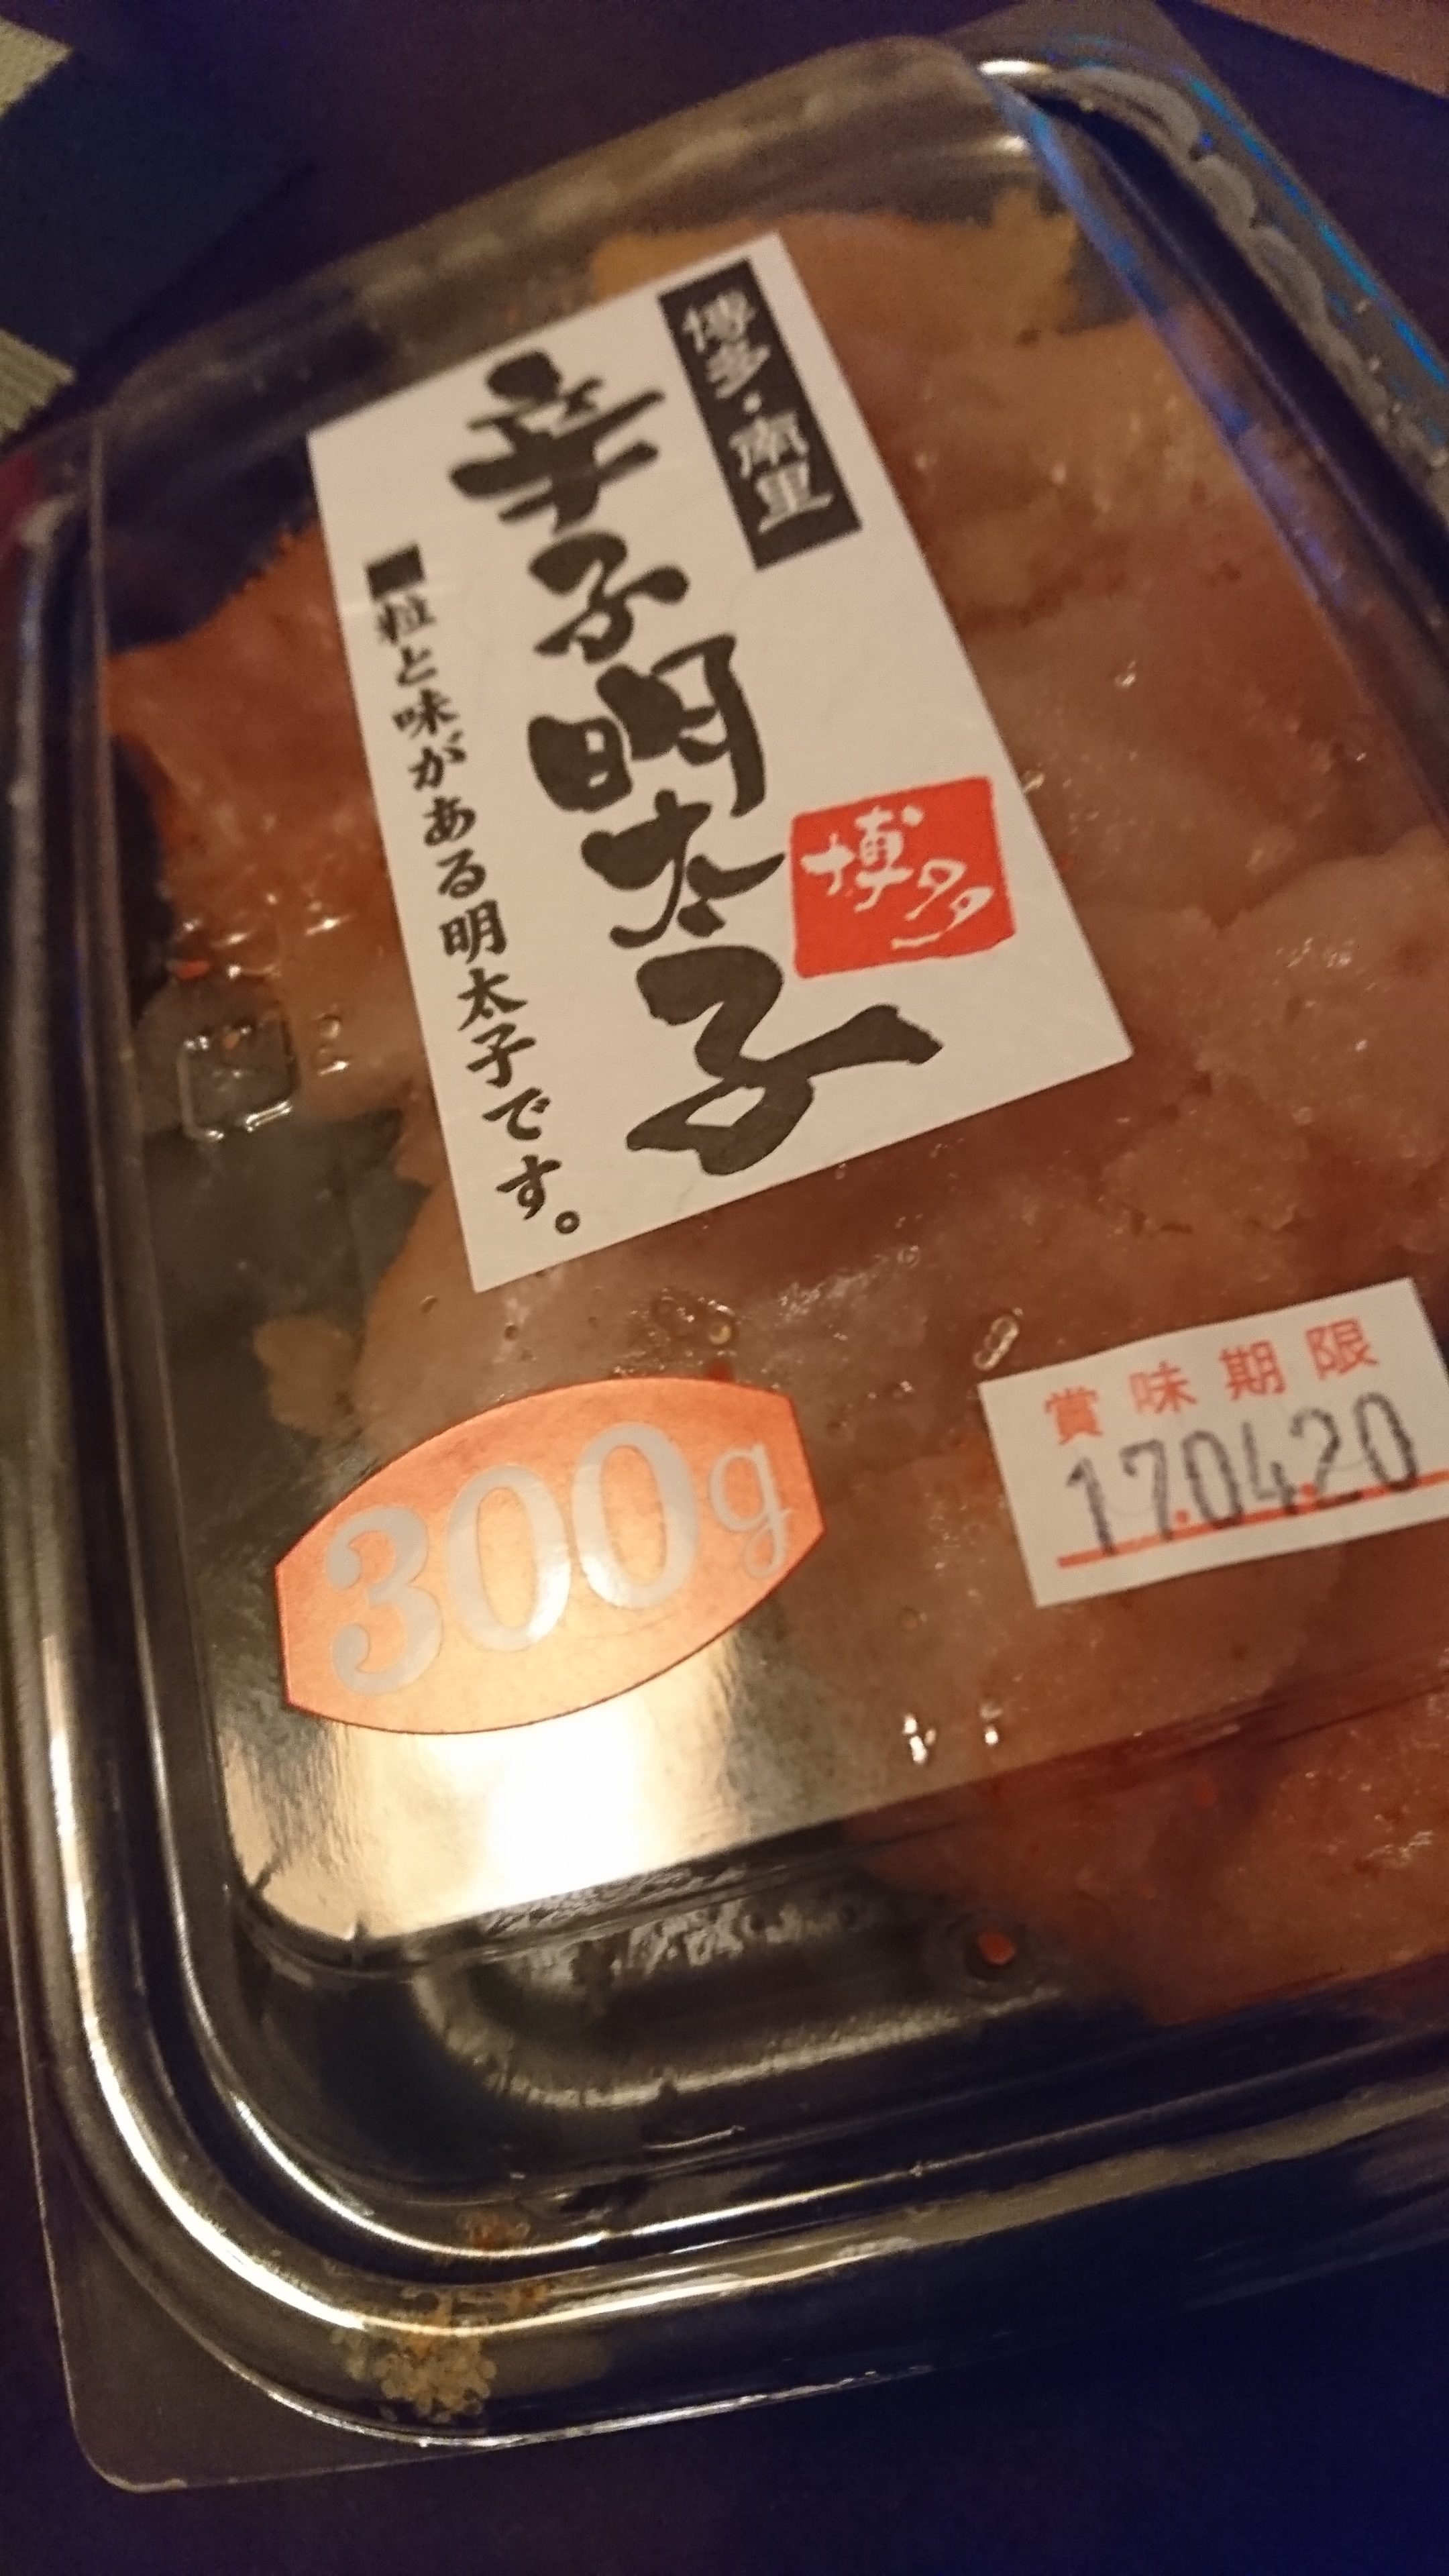 博多・南里
辛子明太子
博多
■粒と味がある明太子です。
300g
賞味期限
17.04.20